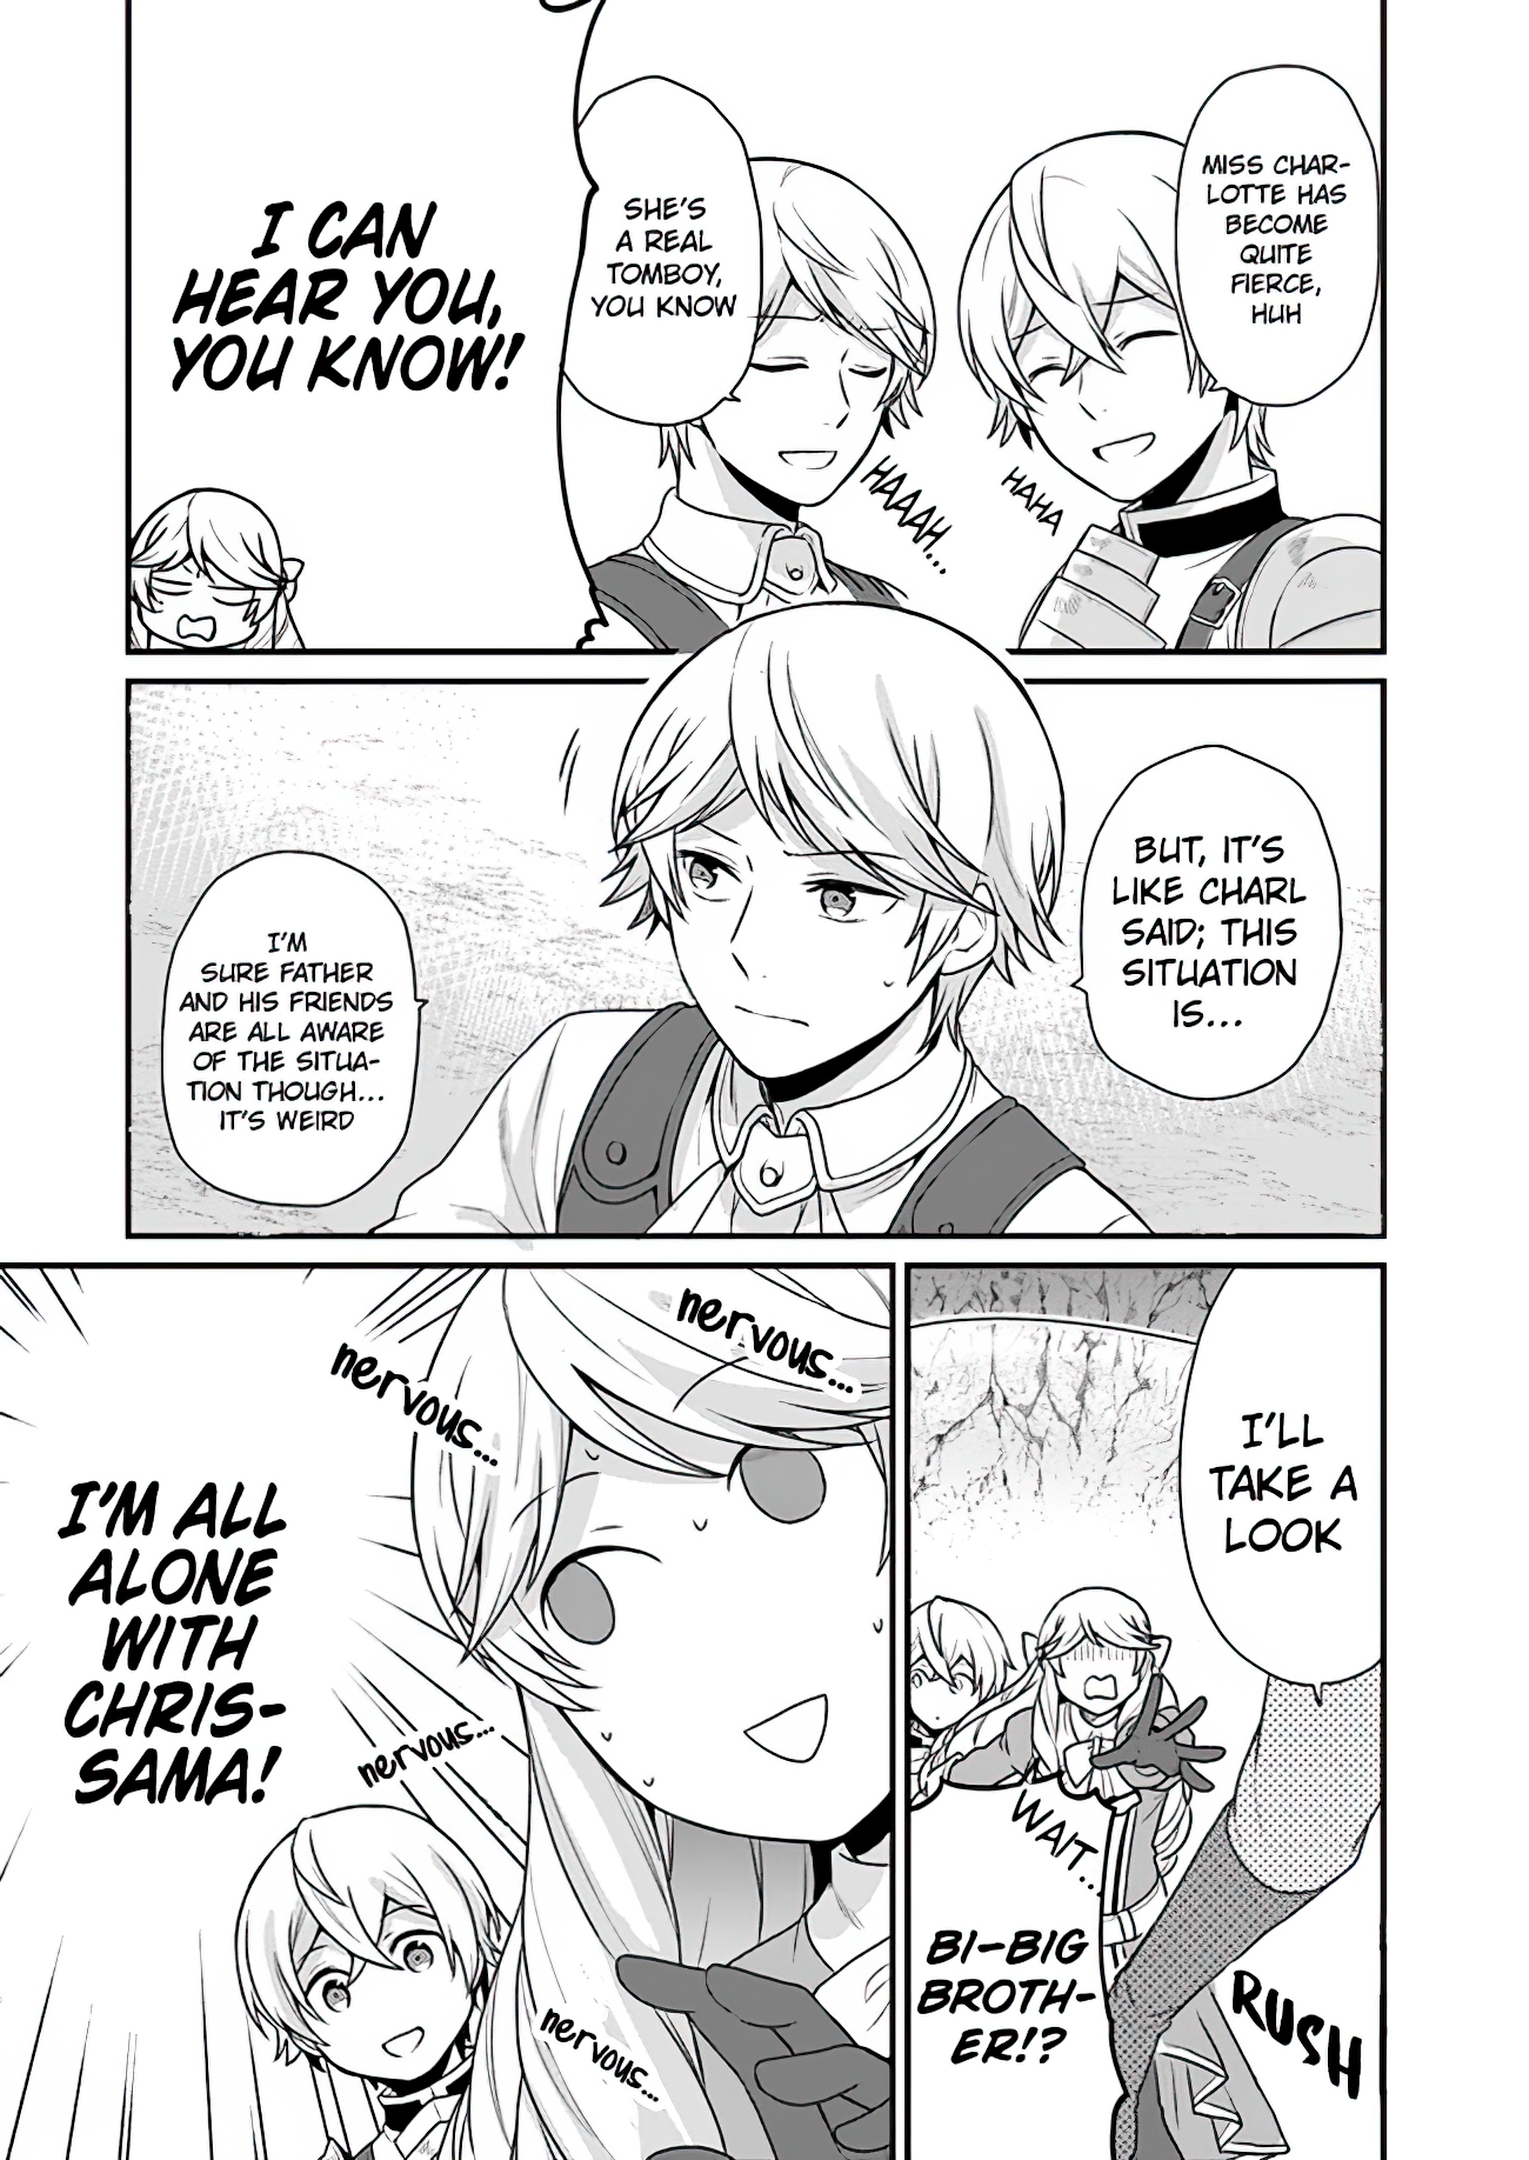 MISS CHAR-
LOTTE HAS
BECOME
QUITE
FIERCE,
HUH
SHE'S
A REAL
TOMBOY,
YOU KNOW
HAHA
HAAAH...
I CAN
HEAR YOU,
YOU KNOW!
BUT, IT'S
LIKE CHARL
SAID; THIS
SITUATION
IS...
I'M
SURE FATHER
AND HIS FRIENDS
ARE ALL AWARE
OF THE SITUA-
TION THOUGH...
IT'S WEIRD
I'LL
TAKE A
LOOK
WAIT...
BI-BIG
BROTH-
ER!?
RUSH
nervous...
nervous...
I'M ALL
ALONE
WITH
CHRIS-
SAMA!
nervous...
nervous...